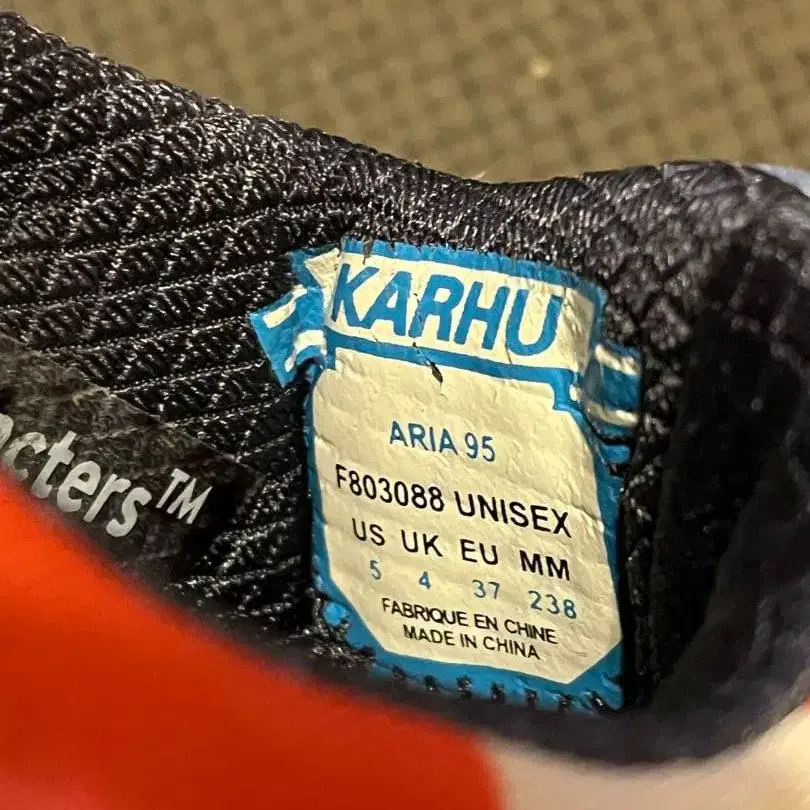 KARHU
ARIA 95
F803088 UNISEX
US UK EU MM
5 4 37 238
FABRIQUE EN CHINE
MADE IN CHINA